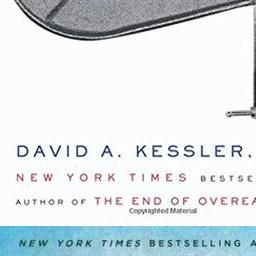 DAVID A. KESSLER,
NEW YORK TIMES BESTSE
AUTHOR OF THE END OF OVEREA
Copyrighted Material
NEW YORK TIMES BESTSELLING A